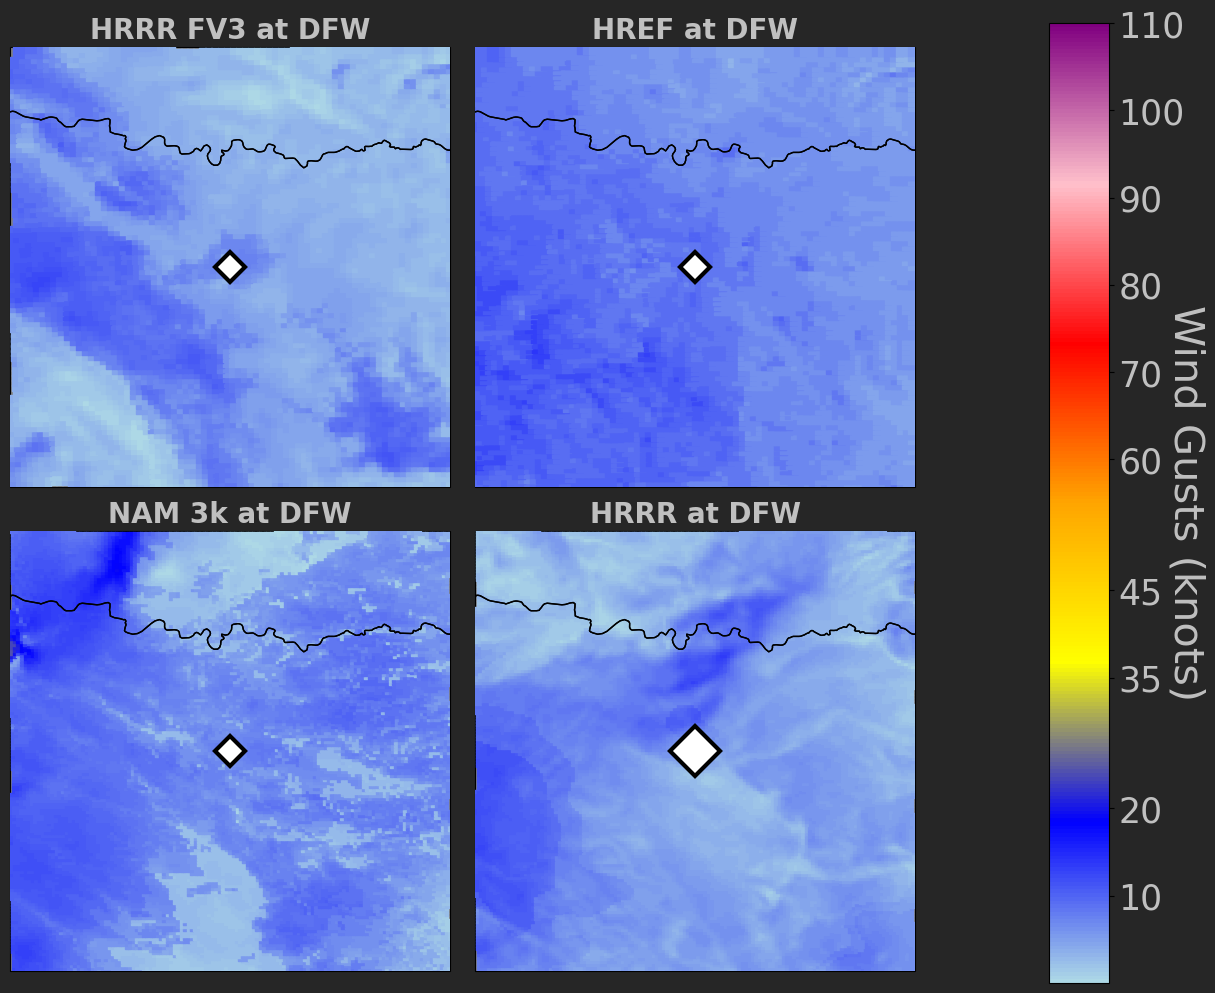 HRRR FV3 at DFW
HREF at DFW
NAM 3k at DFW
HRRR at DFW
110
100
90
80
70
60
45
35
20
10
Wind Gusts (knots)